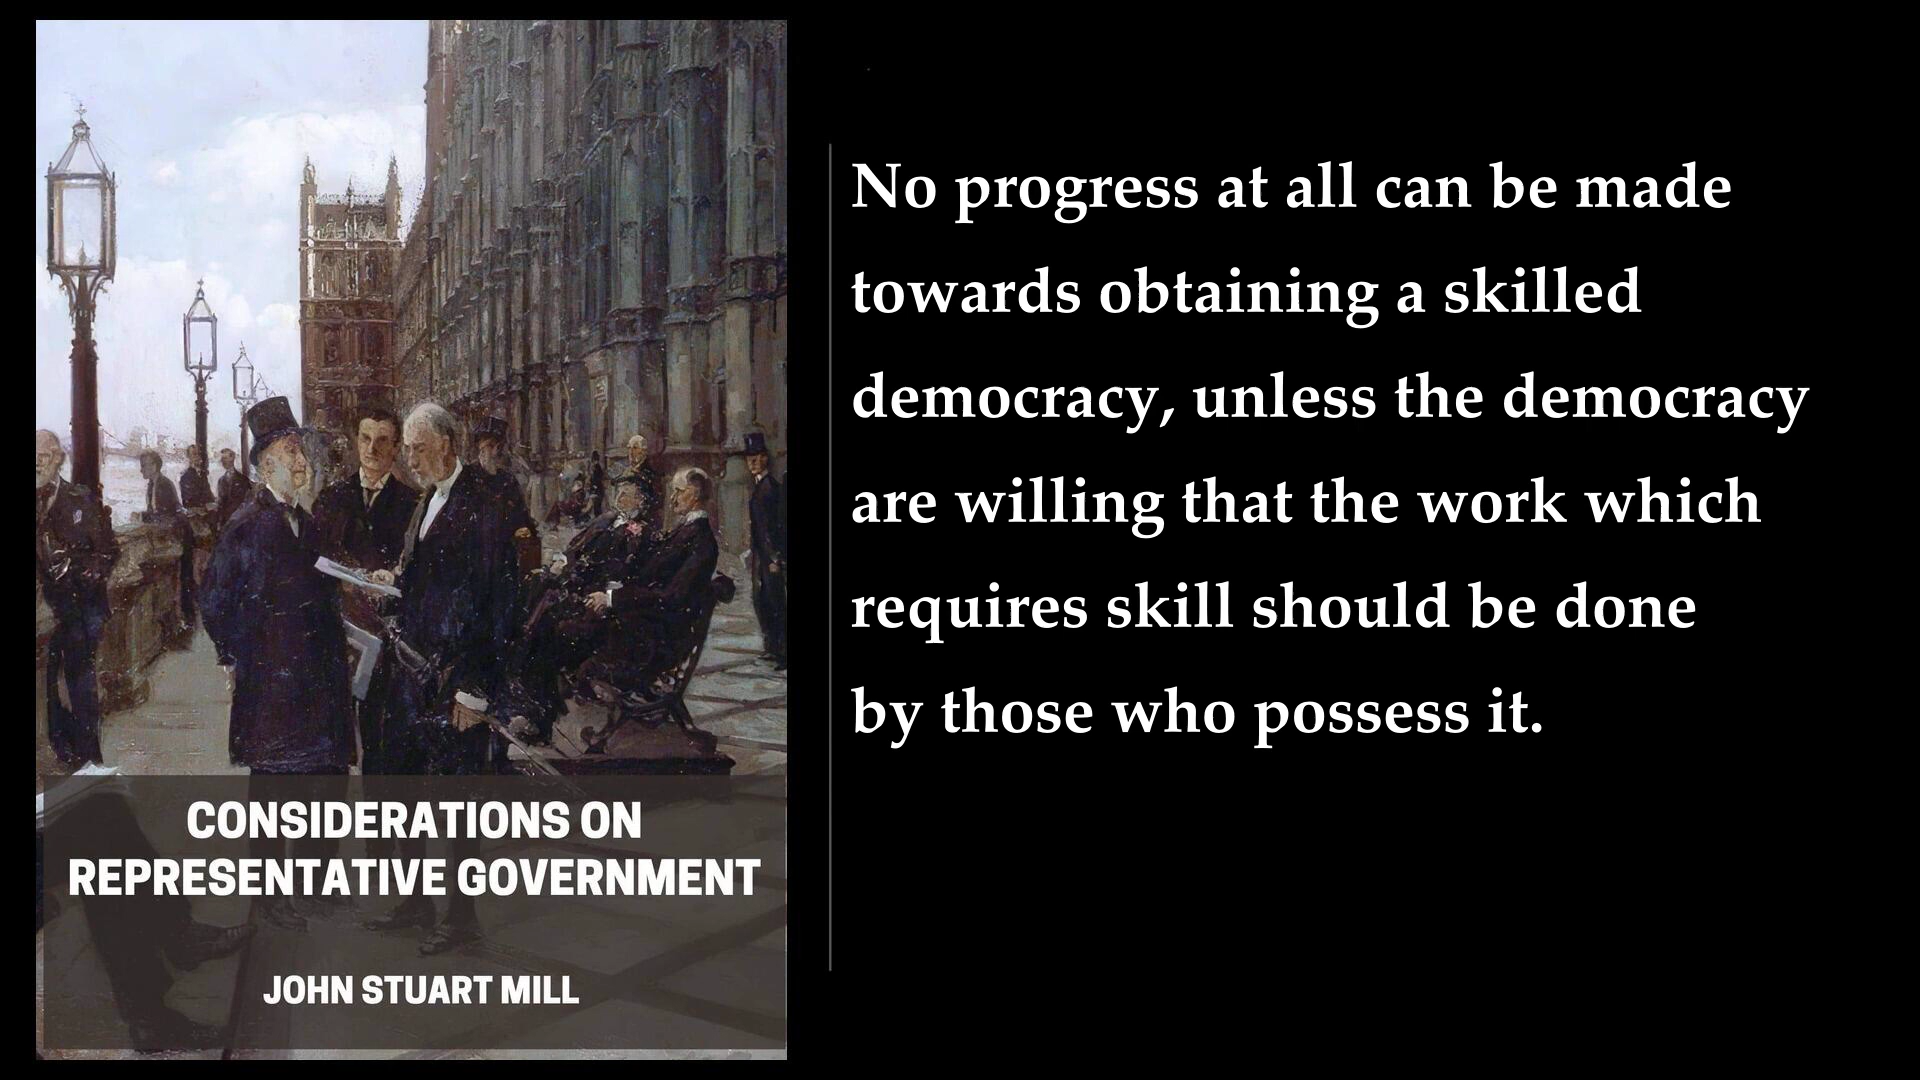 No progress at all can be made
towards obtaining a skilled
democracy, unless the democracy
are willing that the work which
requires skill should be done
by those who possess it.
CONSIDERATIONS ON
REPRESENTATIVE GOVERNMENT
JOHN STUART MILL